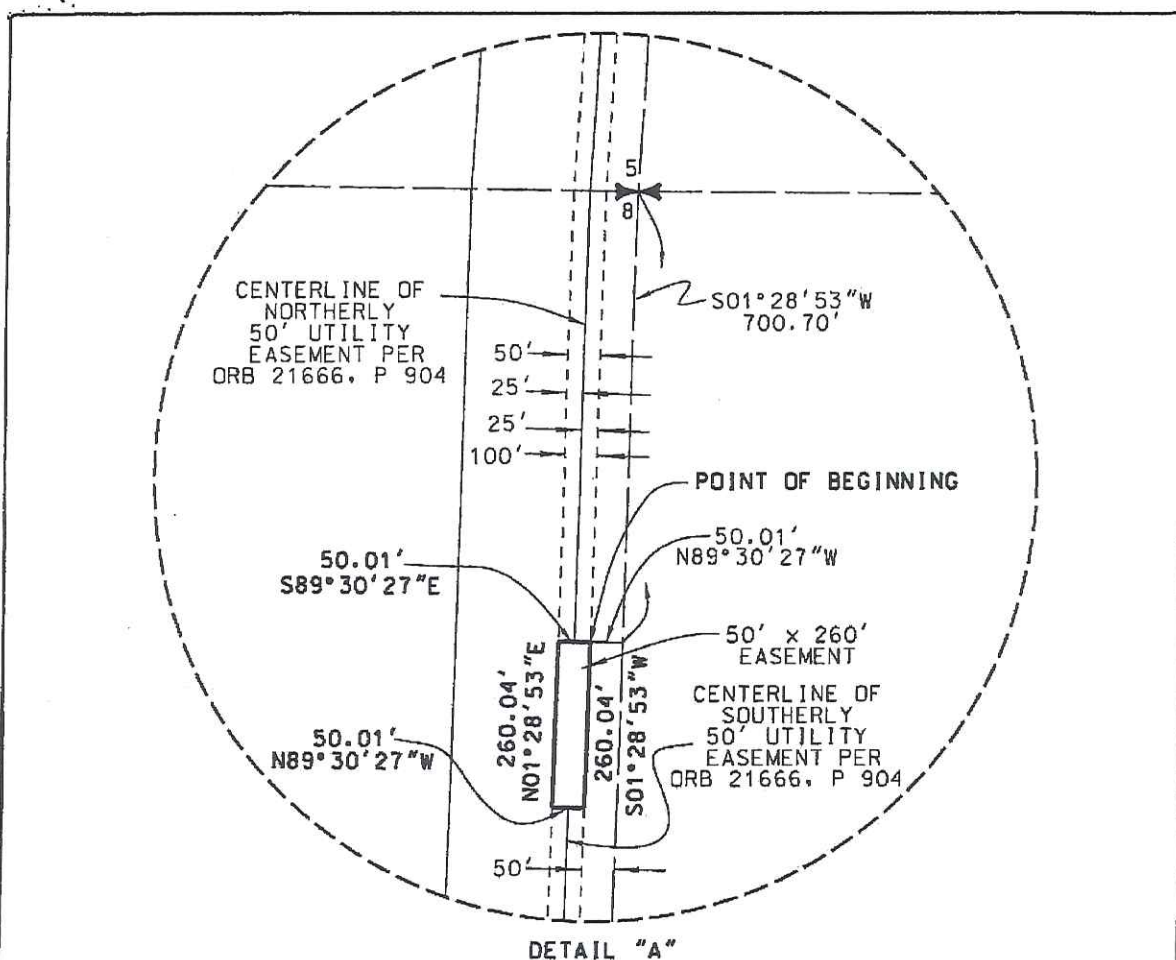 5
8
CENTERLINE OF
NORTHERLY
50' UTILITY
EASEMENT PER
ORB 21666, P 904
S01°28'53"W
700.70'
50'
25'
25'
100'
POINT OF BEGINNING
50.01'
N89°30'27"W
50.01'
S89°30'27"E
50' x 260'
EASEMENT
260.04'
N01°28'53"E
260.04'
S01°28'53"W
CENTERLINE OF
SOUTHERLY
50' UTILITY
EASEMENT PER
ORB 21666, P 904
50.01'
N89°30'27"W
50'
DETAIL "A"